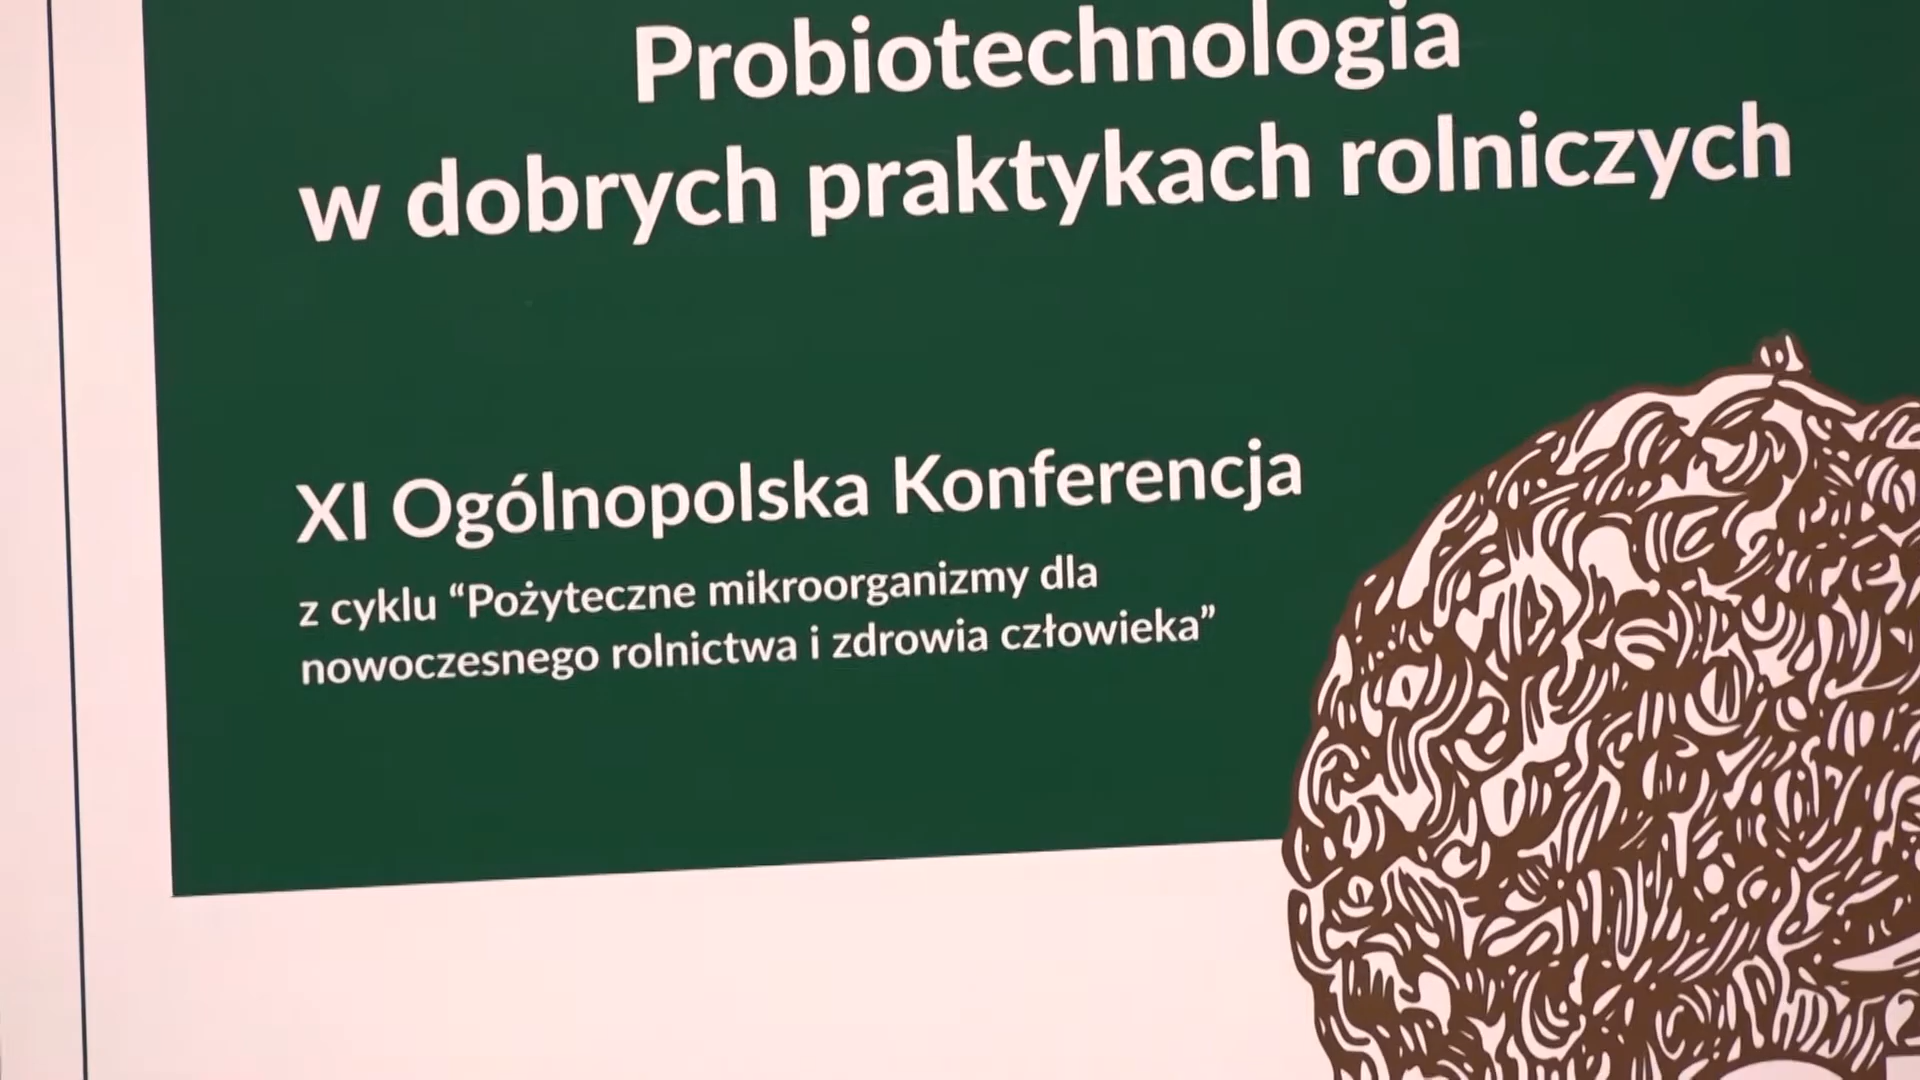 Probiotechnologia
w dobrych praktykach rolniczych
XI Ogólnopolska Konferencja
z cyklu “Pożyteczne mikroorganizmy dla
nowoczesnego rolnictwa i zdrowia człowieka”